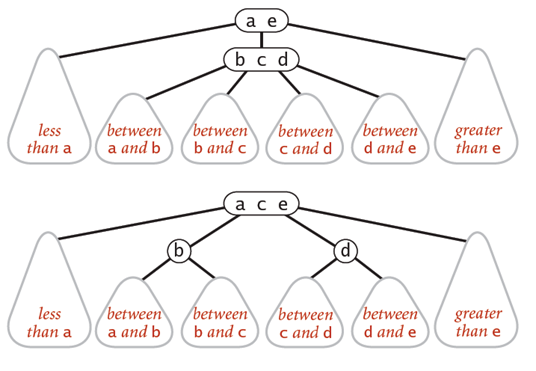 a e
b c d
less
than a
between
a and b
between
b and c
between
c and d
between
d and e
greater
than e
a c e
b
d
less
than a
between
a and b
between
b and c
between
c and d
between
d and e
greater
than e